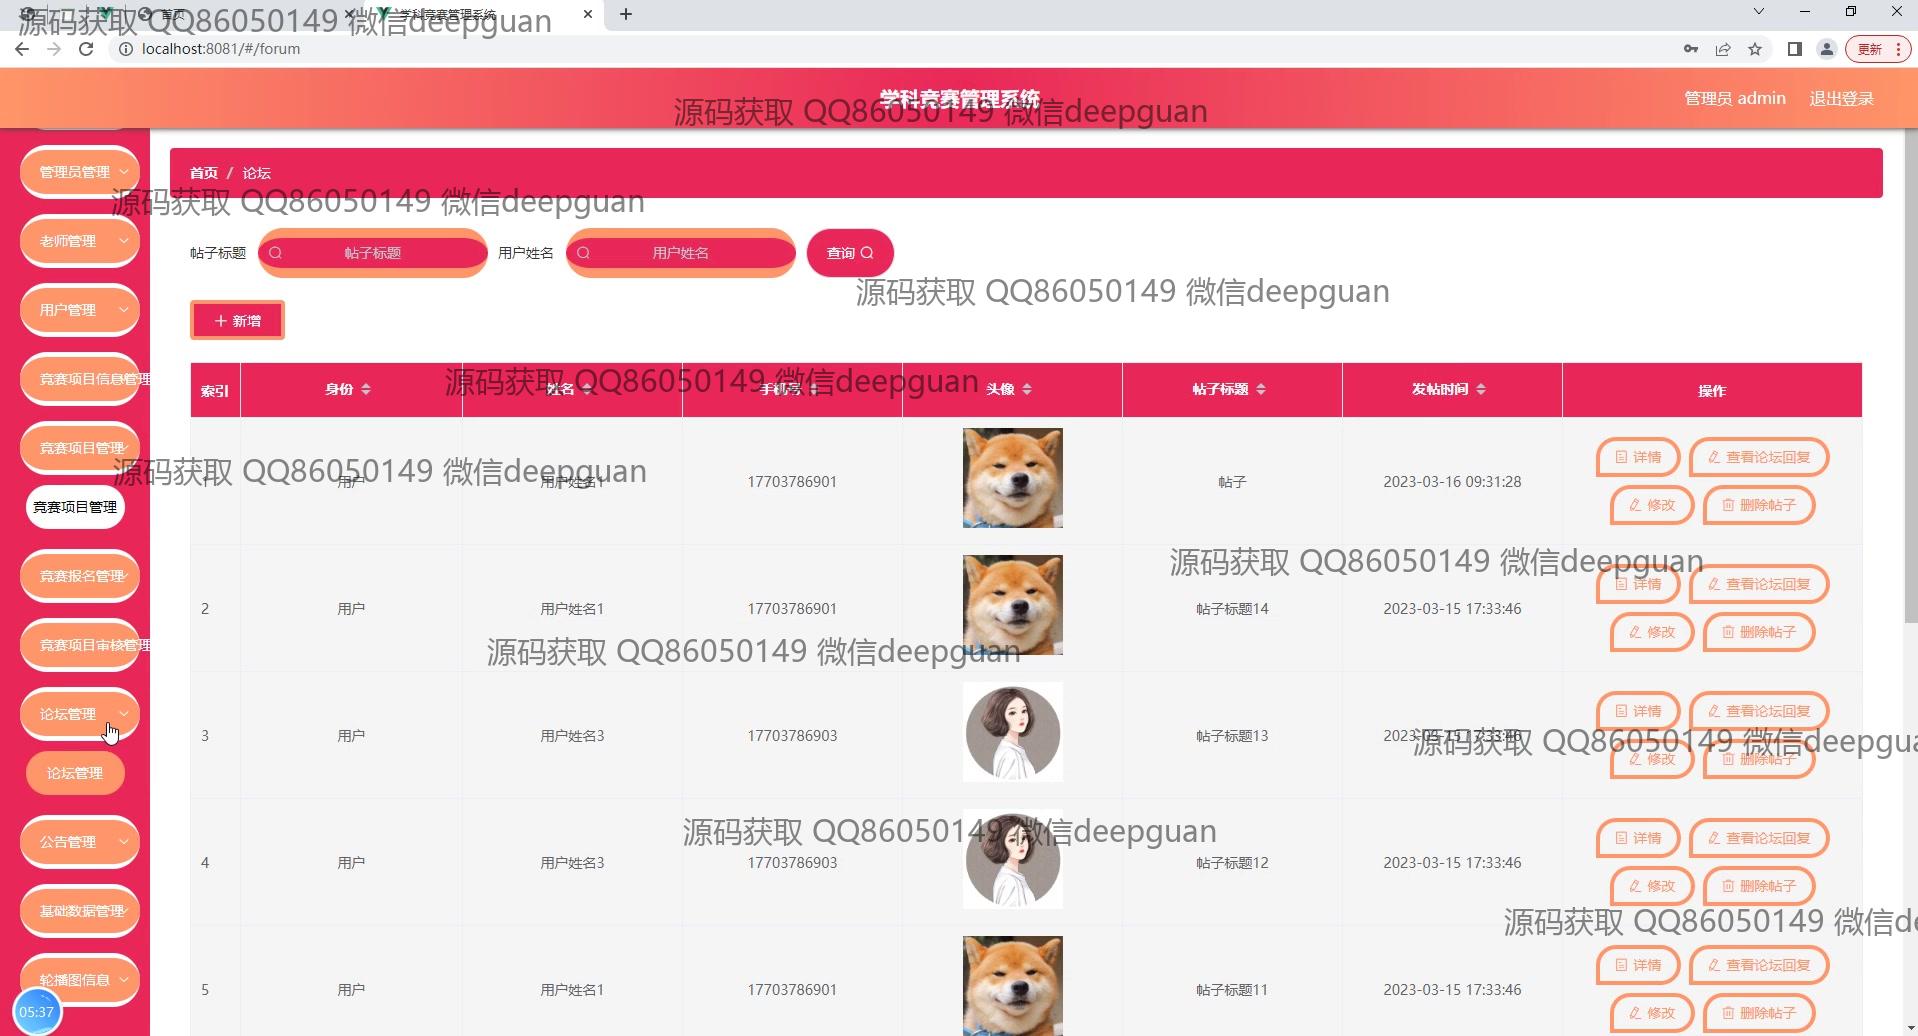 首页
学科竞赛管理系统
源码获取 QQ86050149 微信deepguan
localhost:8081/#/forum
更新
学科竞赛管理系统
管理员 admin
退出登录
源码获取 QQ86050149 微信deepguan
管理员管理
首页 / 论坛
源码获取 QQ86050149 微信deepguan
老师管理
帖子标题
帖子标题
用户姓名
用户姓名
查询
源码获取 QQ86050149 微信deepguan
用户管理
新增
竞赛项目信息管理
索引 身份 姓名 手机号 头像 帖子标题 发帖时间 操作
源码获取 QQ86050149 微信deepguan
竞赛项目管理
源码获取 QQ86050149 微信deepguan
1 用户 用户姓名1 17703786901 帖子 2023-03-16 09:31:28
详情 查看论坛回复
修改 删除帖子
竞赛项目管理
源码获取 QQ86050149 微信deepguan
竞赛报名管理
2 用户 用户姓名1 17703786901 帖子标题14 2023-03-15 17:33:46
详情 查看论坛回复
修改 删除帖子
竞赛项目审核管理
源码获取 QQ86050149 微信deepguan
论坛管理
3 用户 用户姓名3 17703786903 帖子标题13 2023-03-15 17:33:46
详情 查看论坛回复
修改 删除帖子
源码获取 QQ86050149 微信deepgua
论坛管理
公告管理
源码获取 QQ86050149 微信deepguan
4 用户 用户姓名3 17703786903 帖子标题12 2023-03-15 17:33:46
详情 查看论坛回复
修改 删除帖子
基础数据管理
源码获取 QQ86050149 微信de
轮播图信息
5 用户 用户姓名1 17703786901 帖子标题11 2023-03-15 17:33:46
详情 查看论坛回复
修改 删除帖子
05:37